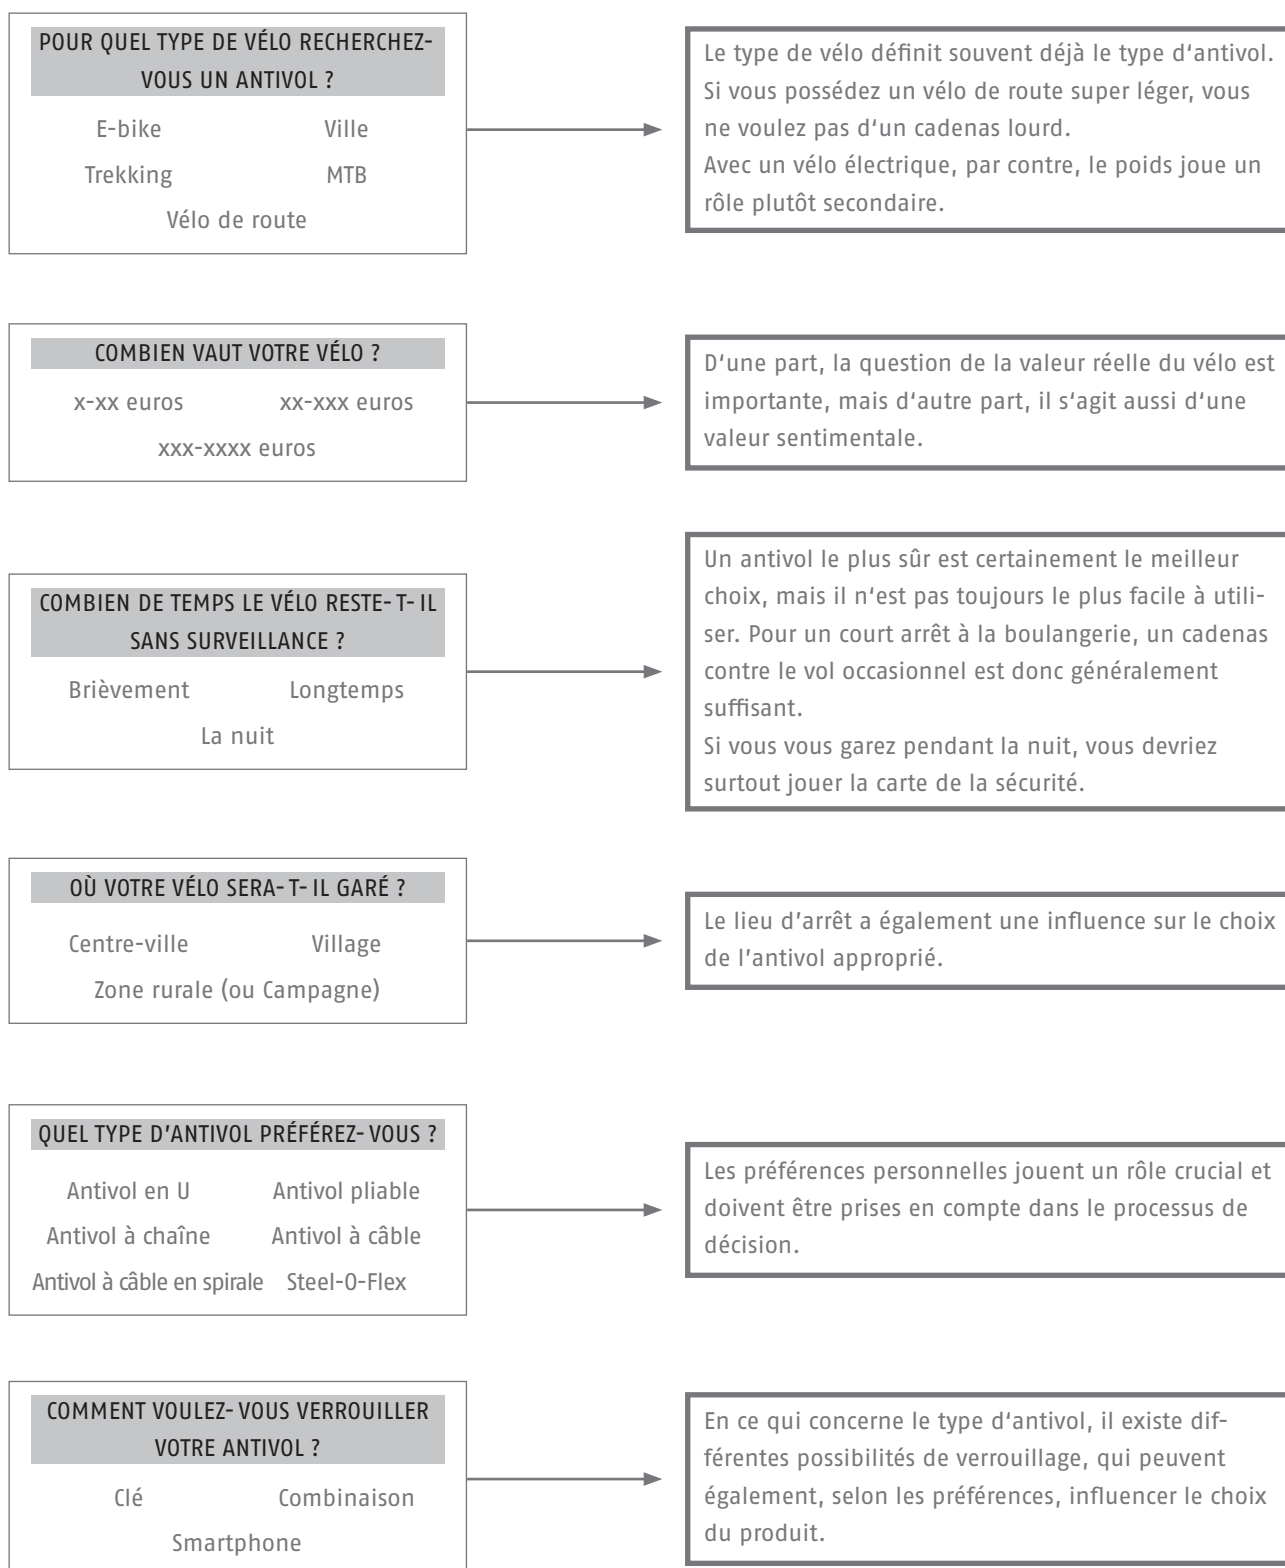 POUR QUEL TYPE DE VÉLO RECHERCHEZ-
VOUS UN ANTIVOL ?
E-bike Ville
Trekking MTB
Vélo de route
Le type de vélo définit souvent déjà le type d‘antivol.
Si vous possédez un vélo de route super léger, vous
ne voulez pas d‘un cadenas lourd.
Avec un vélo électrique, par contre, le poids joue un
rôle plutôt secondaire.
COMBIEN VAUT VOTRE VÉLO ?
x-xx euros xx-xxx euros
xxx-xxxx euros
D‘une part, la question de la valeur réelle du vélo est
importante, mais d‘autre part, il s‘agit aussi d‘une
valeur sentimentale.
COMBIEN DE TEMPS LE VÉLO RESTE- T- IL
SANS SURVEILLANCE ?
Brièvement Longtemps
La nuit
Un antivol le plus sûr est certainement le meilleur
choix, mais il n‘est pas toujours le plus facile à utili-
ser. Pour un court arrêt à la boulangerie, un cadenas
contre le vol occasionnel est donc généralement
suffisant.
Si vous vous garez pendant la nuit, vous devriez
surtout jouer la carte de la sécurité.
OÙ VOTRE VÉLO SERA- T- IL GARÉ ?
Centre-ville Village
Zone rurale (ou Campagne)
Le lieu d’arrêt a également une influence sur le choix
de l’antivol approprié.
QUEL TYPE D’ANTIVOL PRÉFÉREZ- VOUS ?
Antivol en U Antivol pliable
Antivol à chaîne Antivol à câble
Antivol à câble en spirale Steel-O-Flex
Les préférences personnelles jouent un rôle crucial et
doivent être prises en compte dans le processus de
décision.
COMMENT VOULEZ- VOUS VERROUILLER
VOTRE ANTIVOL ?
Clé Combinaison
Smartphone
En ce qui concerne le type d‘antivol, il existe dif-
férentes possibilités de verrouillage, qui peuvent
également, selon les préférences, influencer le choix
du produit.